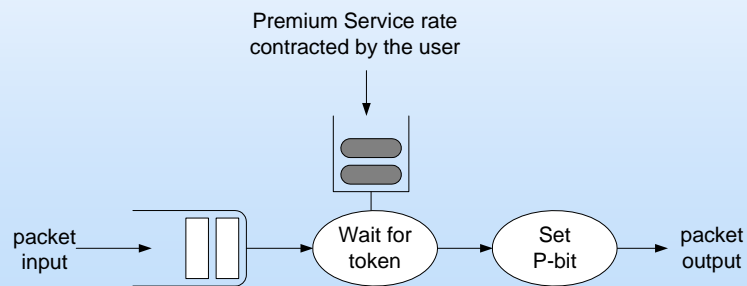 Premium Service rate
contracted by the user
packet
input
Wait for
token
Set
P-bit
packet
output